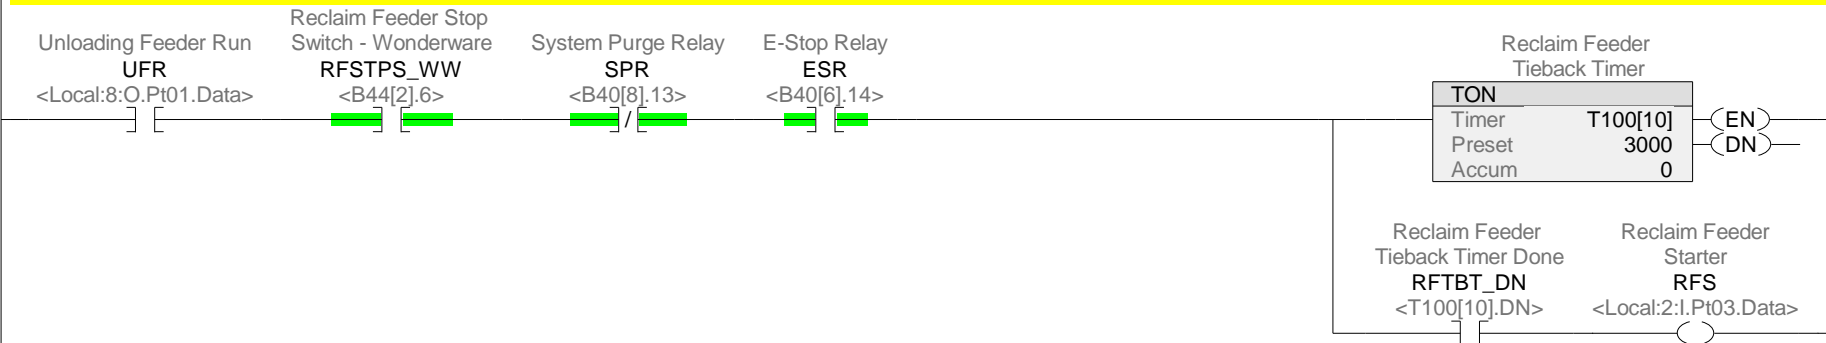 Unloading Feeder Run
UFR
<Local:8:O.Pt01.Data>
Reclaim Feeder Stop
Switch - Wonderware
RFSTPS_WW
<B44[2].6>
System Purge Relay
SPR
<B40[8].13>
/
E-Stop Relay
ESR
<B40[6].14>
Reclaim Feeder
Tieback Timer
TON
Timer T100[10]
Preset 3000
Accum 0
EN
DN
Reclaim Feeder
Tieback Timer Done
RFTBT_DN
<T100[10].DN>
Reclaim Feeder
Starter
RFS
<Local:2:I.Pt03.Data>